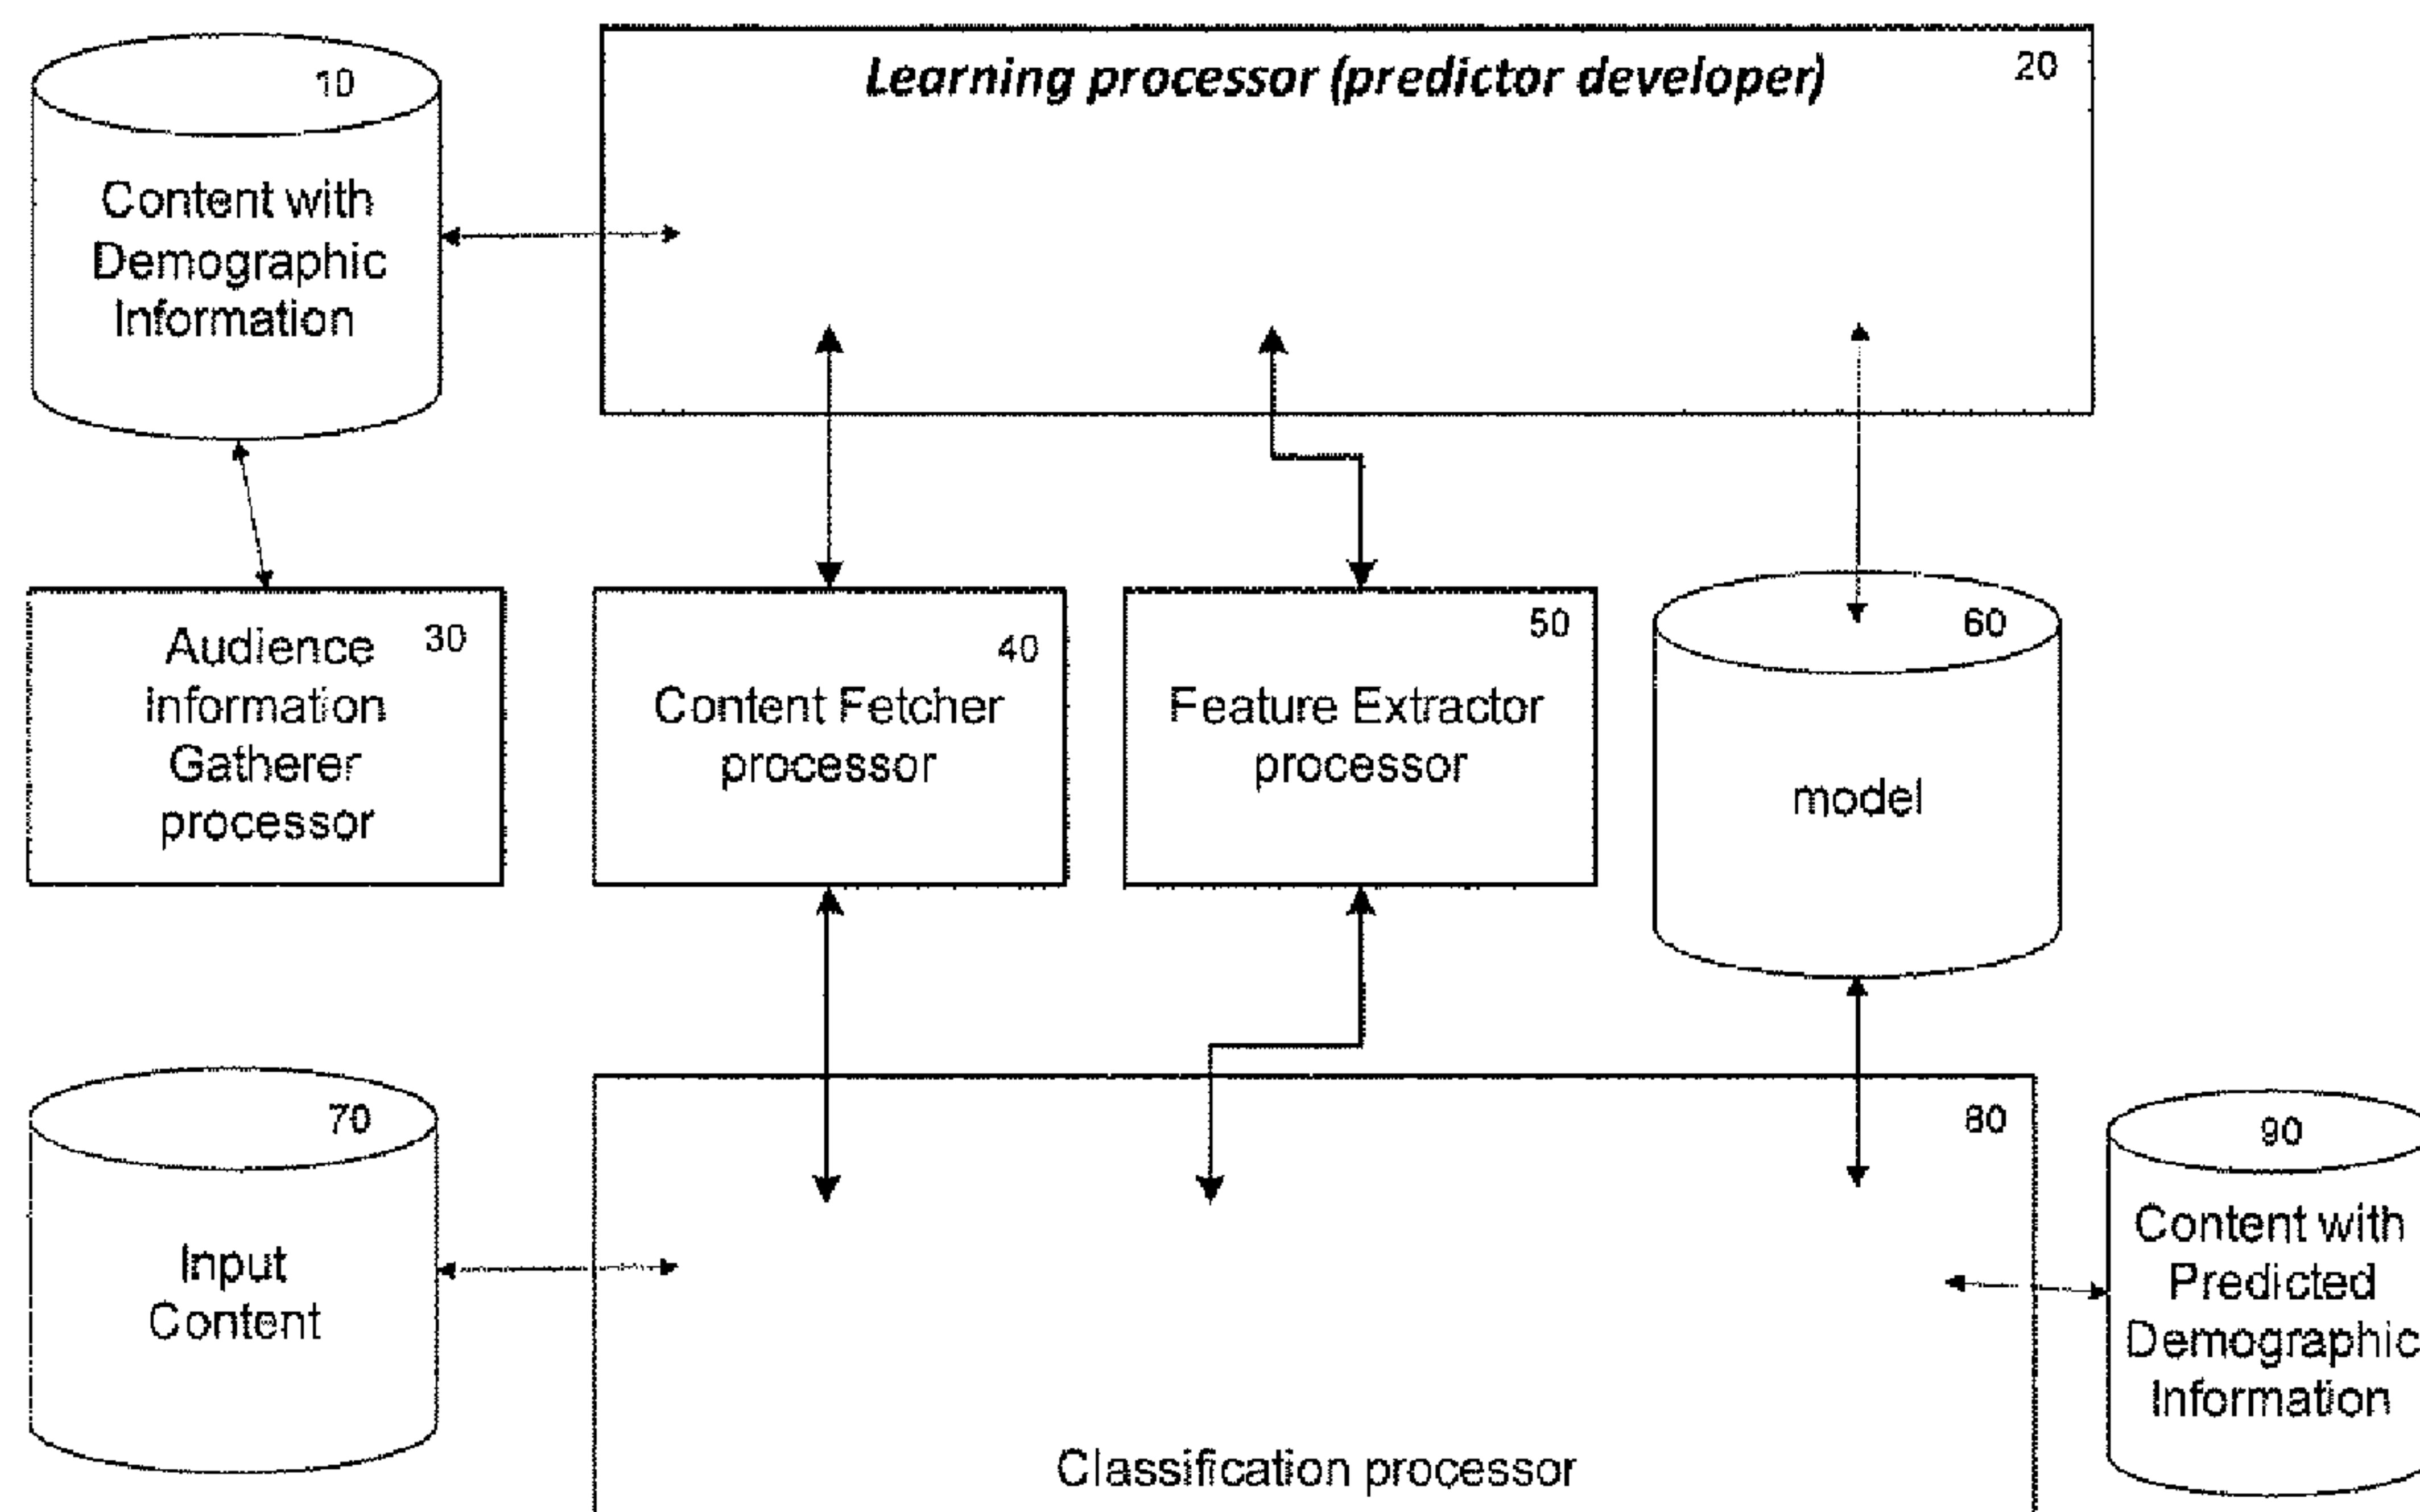 10
Content with
Demographic
Information
Learning processor (predictor developer)
20
30
Audience
Information
Gatherer
processor
40
Content Fetcher
processor
50
Feature Extractor
processor
60
model
70
Input
Content
80
Classification processor
90
Content with
Predicted
Demographic
Information